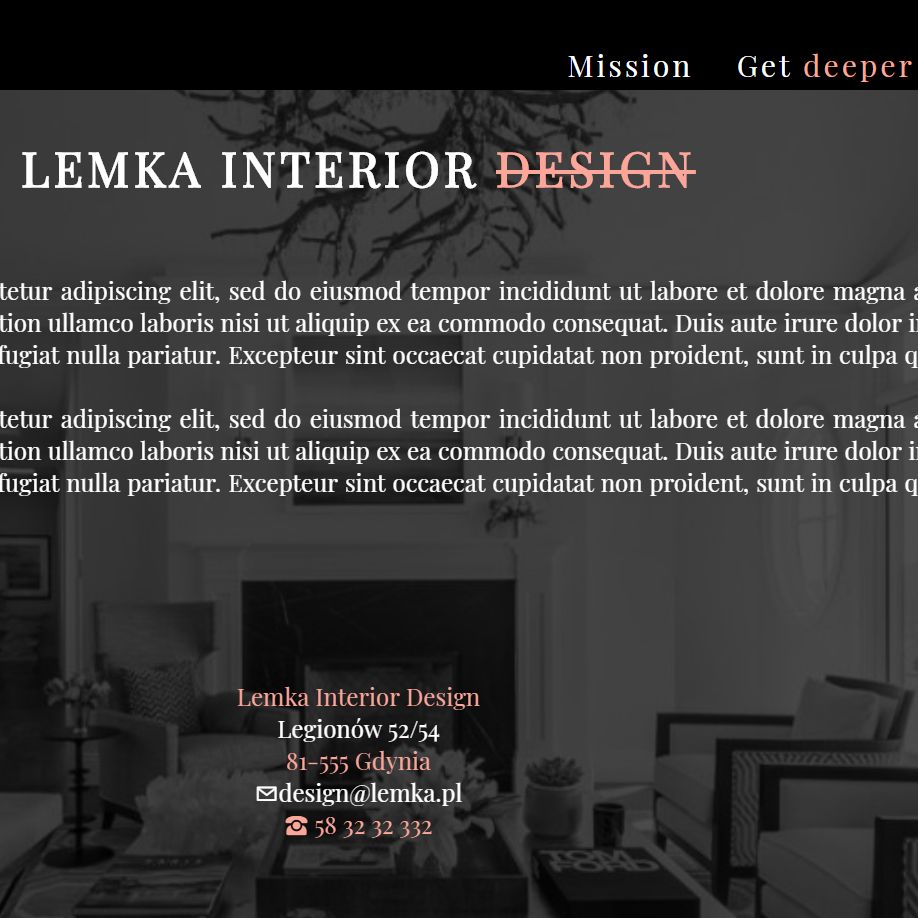 Mission Get deeper
LEMKA INTERIOR DESIGN
tetur adipiscing elit, sed do eiusmod tempor incididunt ut labore et dolore magna a
tion ullamco laboris nisi ut aliquip ex ea commodo consequat. Duis aute irure dolor i
fugiat nulla pariatur. Excepteur sint occaecat cupidatat non proident, sunt in culpa q
tetur adipiscing elit, sed do eiusmod tempor incididunt ut labore et dolore magna a
tion ullamco laboris nisi ut aliquip ex ea commodo consequat. Duis aute irure dolor i
fugiat nulla pariatur. Excepteur sint occaecat cupidatat non proident, sunt in culpa q
Lemka Interior Design
Legionów 52/54
81-555 Gdynia
design@lemka.pl
58 32 32 332
TOM
FORD